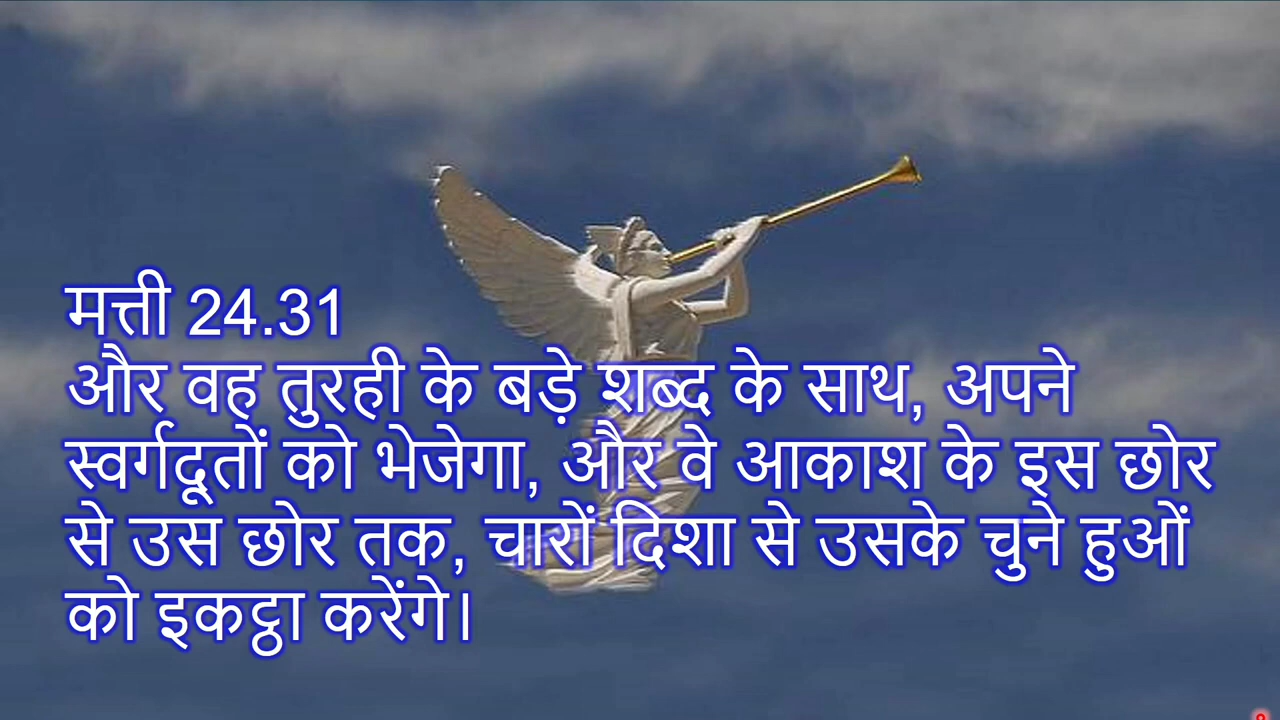 मत्ती 24.31
और वह तुरही के बड़े शब्द के साथ, अपने
स्वर्गदूतों को भेजेगा, और वे आकाश के इस छोर
से उस छोर तक, चारों दिशा से उसके चुने हुओं
को इकट्ठा करेंगे।